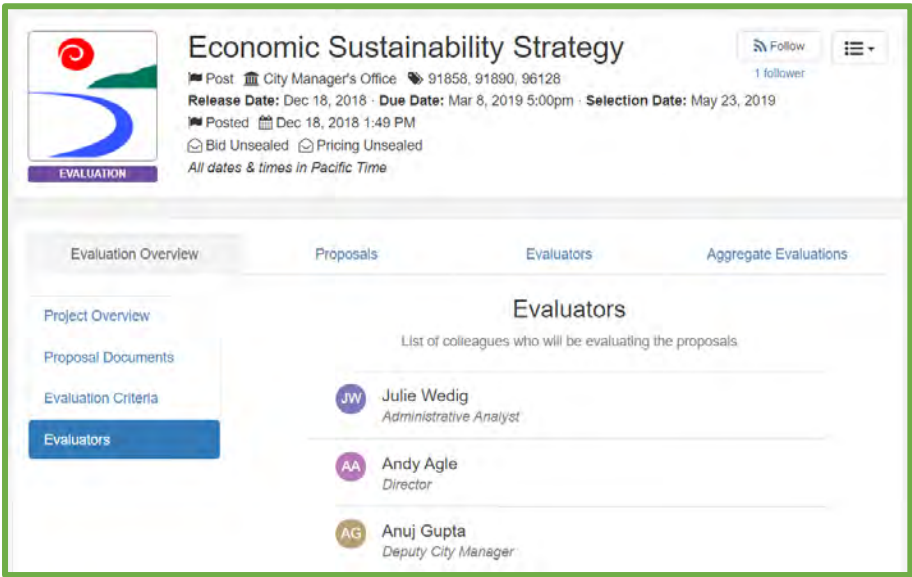 Economic Sustainability Strategy
Follow
1 follower
Post City Manager's Office 91858, 91890, 96128
Release Date: Dec 18, 2018 · Due Date: Mar 8, 2019 5:00pm · Selection Date: May 23, 2019
Posted Dec 18, 2018 1:49 PM
Bid Unsealed Pricing Unsealed
All dates & times in Pacific Time
EVALUATION
Evaluation Overview Proposals Evaluators Aggregate Evaluations
Project Overview
Proposal Documents
Evaluation Criteria
Evaluators
Evaluators
List of colleagues who will be evaluating the proposals
JW Julie Wedig
Administrative Analyst
AA Andy Agle
Director
AG Anuj Gupta
Deputy City Manager